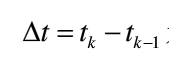 Δt = t_k − t_{k−1}